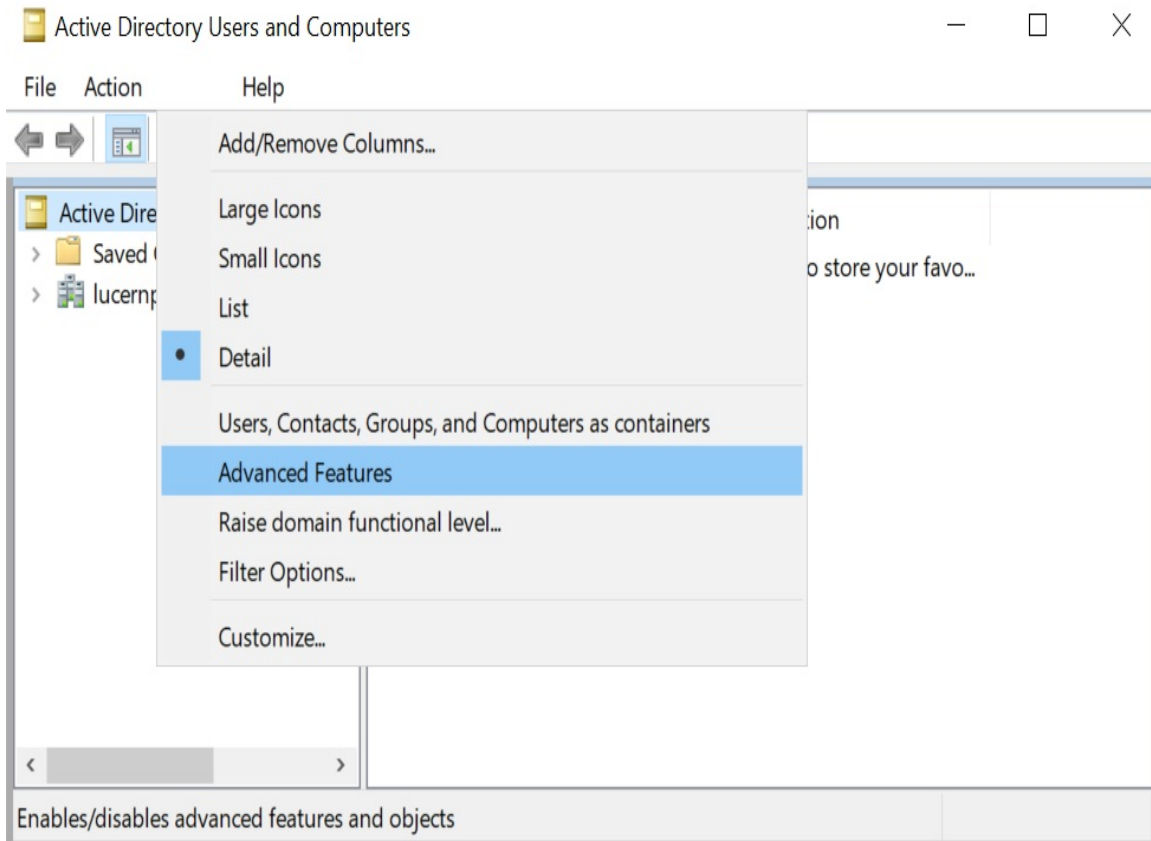 Active Directory Users and Computers
File Action Help
Add/Remove Columns...
Active Dire
Large Icons
Saved
Small Icons
o store your favo...
lucernp
List
Detail
Users, Contacts, Groups, and Computers as containers
Advanced Features
Raise domain functional level...
Filter Options...
Customize...
Enables/disables advanced features and objects